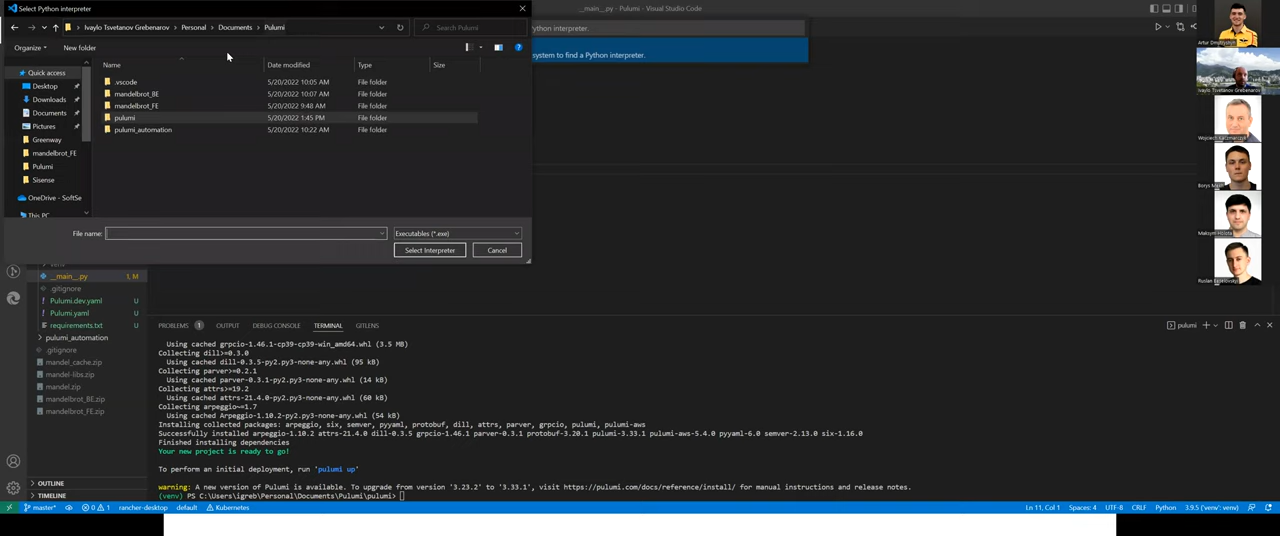 Select Python interpreter
__main__.py - Pulumi - Visual Studio Code
Ivaylo Tsvetanov Grebenarov > Personal > Documents > Pulumi
Search Pulumi
ython interpreter.
Organize
New folder
system to find a Python interpreter.
Name
Date modified
Type
Size
Quick access
Desktop
Downloads
Documents
Pictures
Greenway
mandelbrot_FE
Pulumi
Sisense
OneDrive - SoftSe
This PC
.vscode 5/20/2022 10:05 AM File folder
mandelbrot_BE 5/20/2022 10:07 AM File folder
mandelbrot_FE 5/20/2022 9:48 AM File folder
pulumi 5/20/2022 1:45 PM File folder
pulumi_automation 5/20/2022 10:22 AM File folder
File name:
Executables (*.exe)
Select Interpreter
Cancel
Artur Dmytryshyn
Ivaylo Tsvetanov Grebenarov
Wojciech Kaczmarczyk
Borys
Maksym
Ruslan
venv
__main__.py 1, M
.gitignore
Pulumi.dev.yaml U
Pulumi.yaml U
requirements.txt U
pulumi_automation
.gitignore
mandel_cache.zip
mandel-libs.zip
mandel.zip
mandelbrot_BE.zip
mandelbrot_FE.zip
OUTLINE
TIMELINE
PROBLEMS 1 OUTPUT DEBUG CONSOLE TERMINAL GITLENS
pulumi
Using cached grpcio-1.46.1-cp39-cp39-win_amd64.whl (3.5 MB)
Collecting dill>=0.3.0
Using cached dill-0.3.5-py2.py3-none-any.whl (95 kB)
Collecting parver>=0.2.1
Using cached parver-0.3.1-py2.py3-none-any.whl (14 kB)
Collecting attrs>=19.2
Using cached attrs-21.4.0-py2.py3-none-any.whl (60 kB)
Collecting arpeggio~=1.7
Using cached Arpeggio-1.10.2-py2.py3-none-any.whl (54 kB)
Installing collected packages: arpeggio, six, semver, pyyaml, protobuf, dill, attrs, parver, grpcio, pulumi, pulumi-aws
Successfully installed arpeggio-1.10.2 attrs-21.4.0 dill-0.3.5 grpcio-1.46.1 parver-0.3.1 protobuf-3.20.1 pulumi-3.33.1 pulumi-aws-5.4.0 pyyaml-6.0 semver-2.13.0 six-1.16.0
Finished installing dependencies
Your new project is ready to go!
To perform an initial deployment, run 'pulumi up'
warning: A new version of Pulumi is available. To upgrade from version '3.23.2' to '3.33.1', visit https://pulumi.com/docs/reference/install/ for manual instructions and release notes.
(venv) PS C:\Users\igreb\Personal\Documents\Pulumi\pulumi>
master* 0 1 rancher-desktop default Kubernetes
Ln 11, Col 1 Spaces: 4 UTF-8 CRLF Python 3.9.5 ('venv': venv)